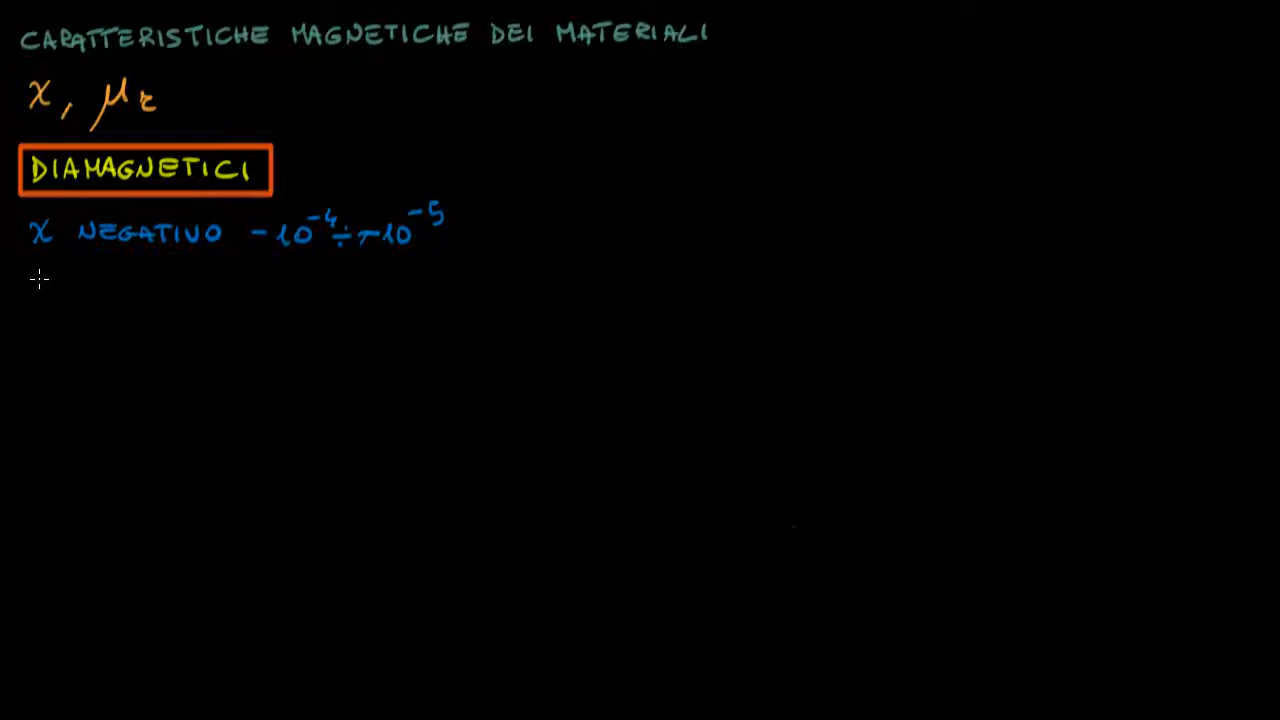 CARATTERISTICHE MAGNETICHE DEI MATERIALI
χ, μr
DIAMAGNETICI
χ NEGATIVO -10⁻⁴ ÷ -10⁻⁵